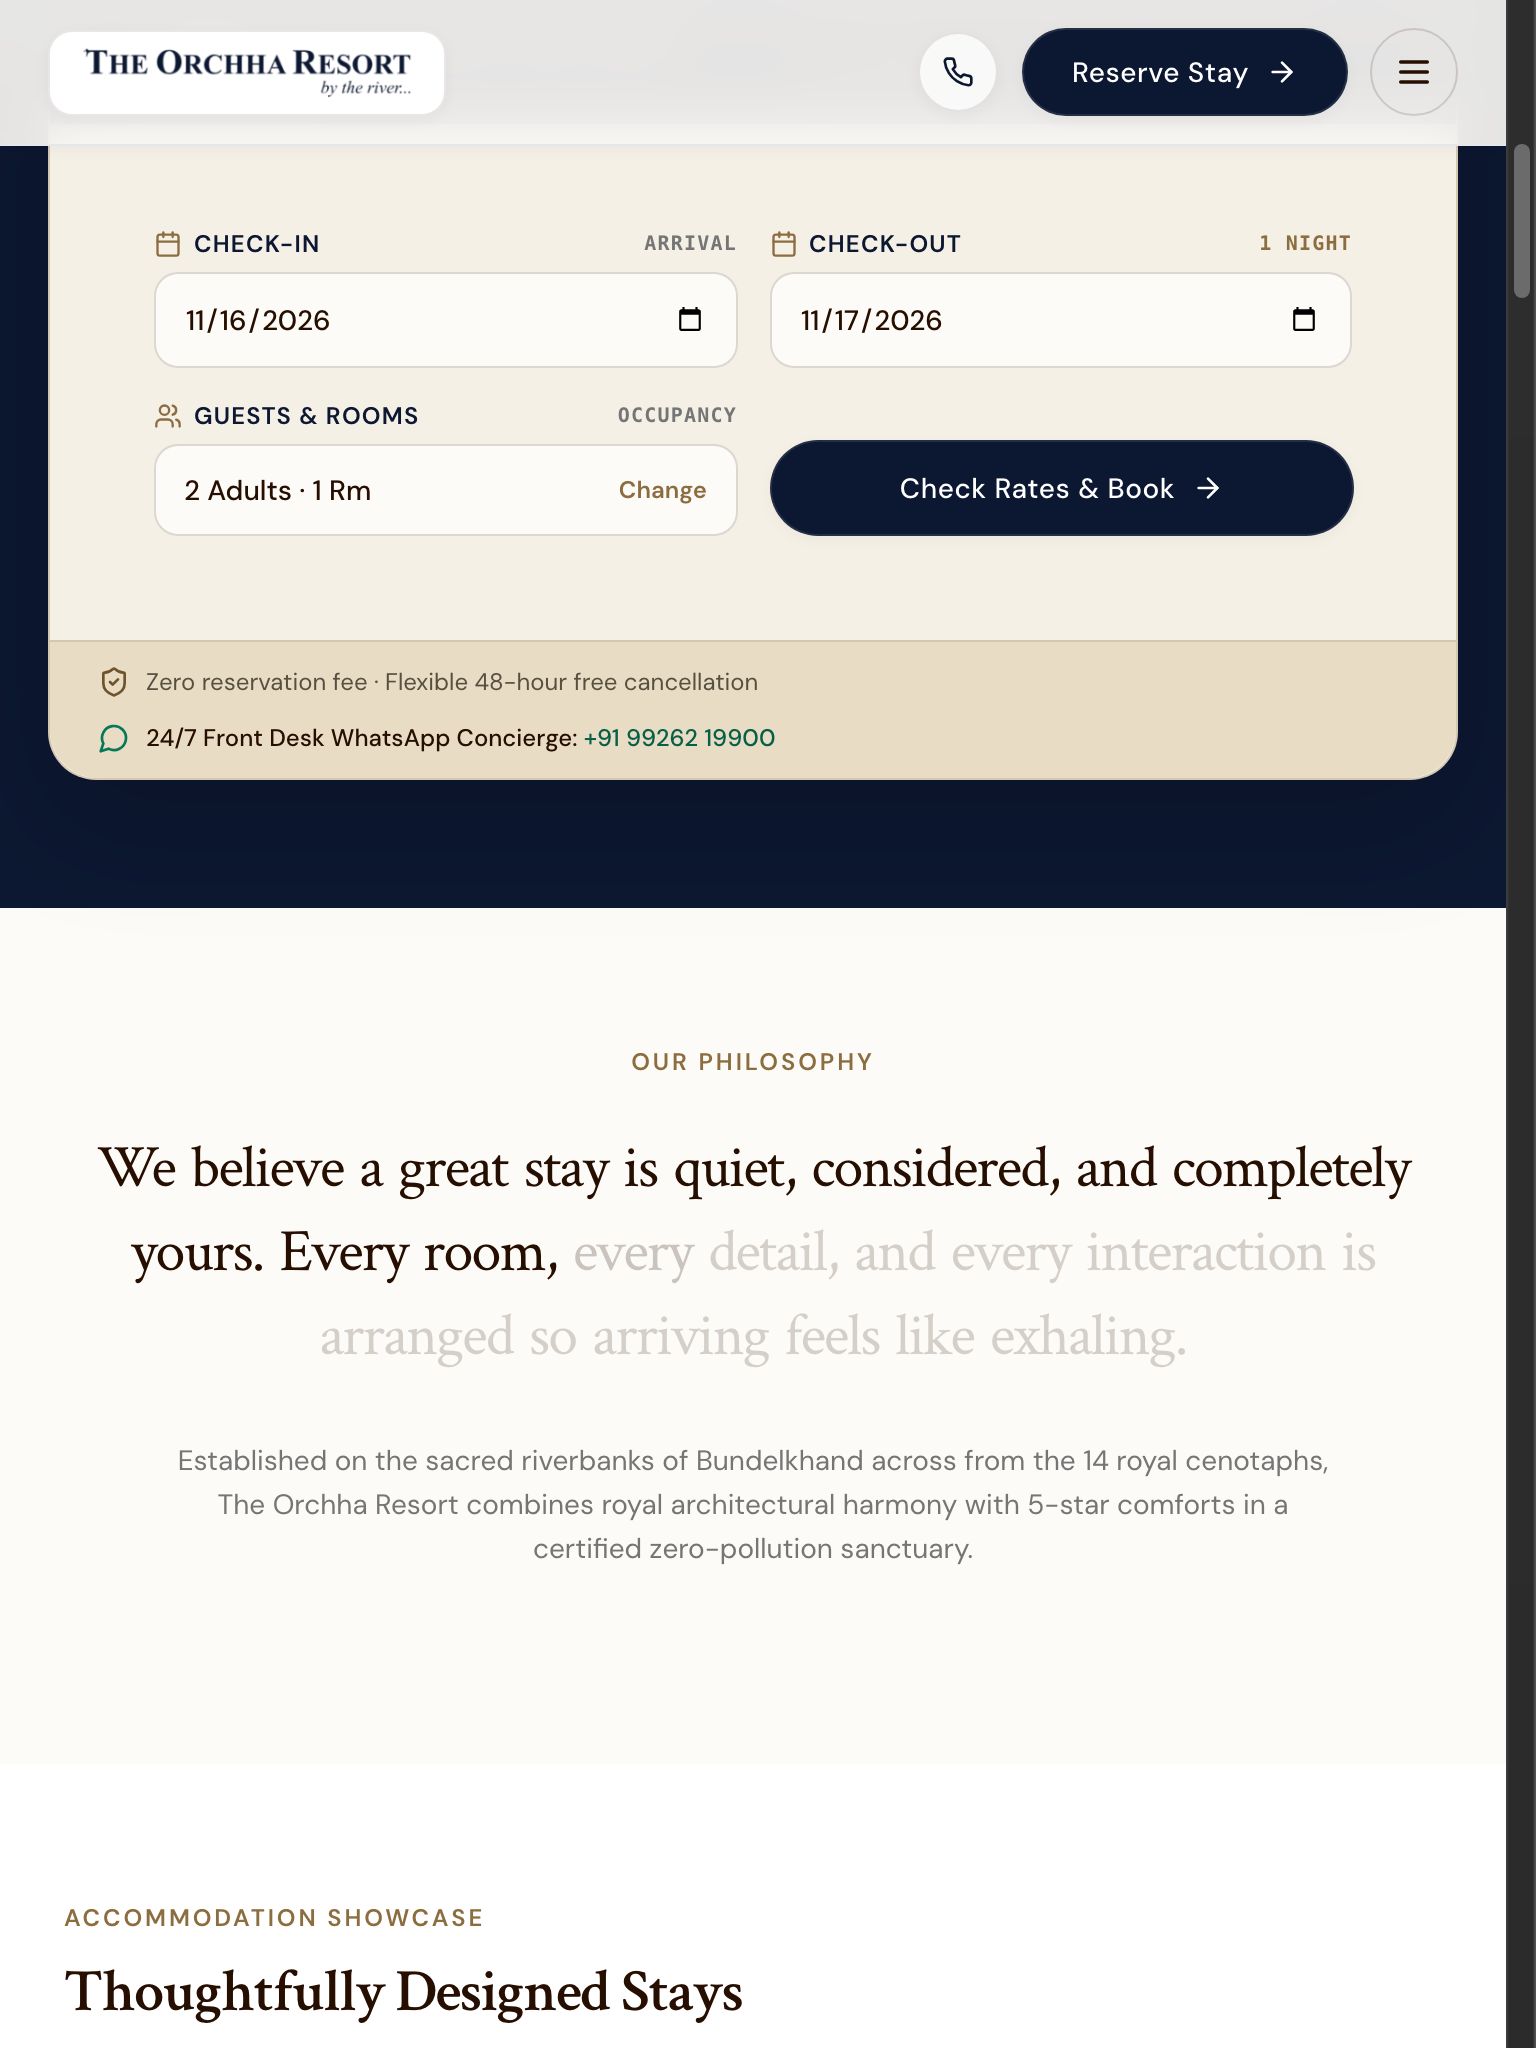 THE ORCHHA RESORT
by the river...
Reserve Stay
CHECK-IN
ARRIVAL
CHECK-OUT
1 NIGHT
11/16/2026
11/17/2026
GUESTS & ROOMS
OCCUPANCY
2 Adults · 1 Rm
Change
Check Rates & Book
Zero reservation fee · Flexible 48-hour free cancellation
24/7 Front Desk WhatsApp Concierge: +91 99262 19900
OUR PHILOSOPHY
We believe a great stay is quiet, considered, and completely
yours. Every room, every detail, and every interaction is
arranged so arriving feels like exhaling.
Established on the sacred riverbanks of Bundelkhand across from the 14 royal cenotaphs,
The Orchha Resort combines royal architectural harmony with 5-star comforts in a
certified zero-pollution sanctuary.
ACCOMMODATION SHOWCASE
Thoughtfully Designed Stays